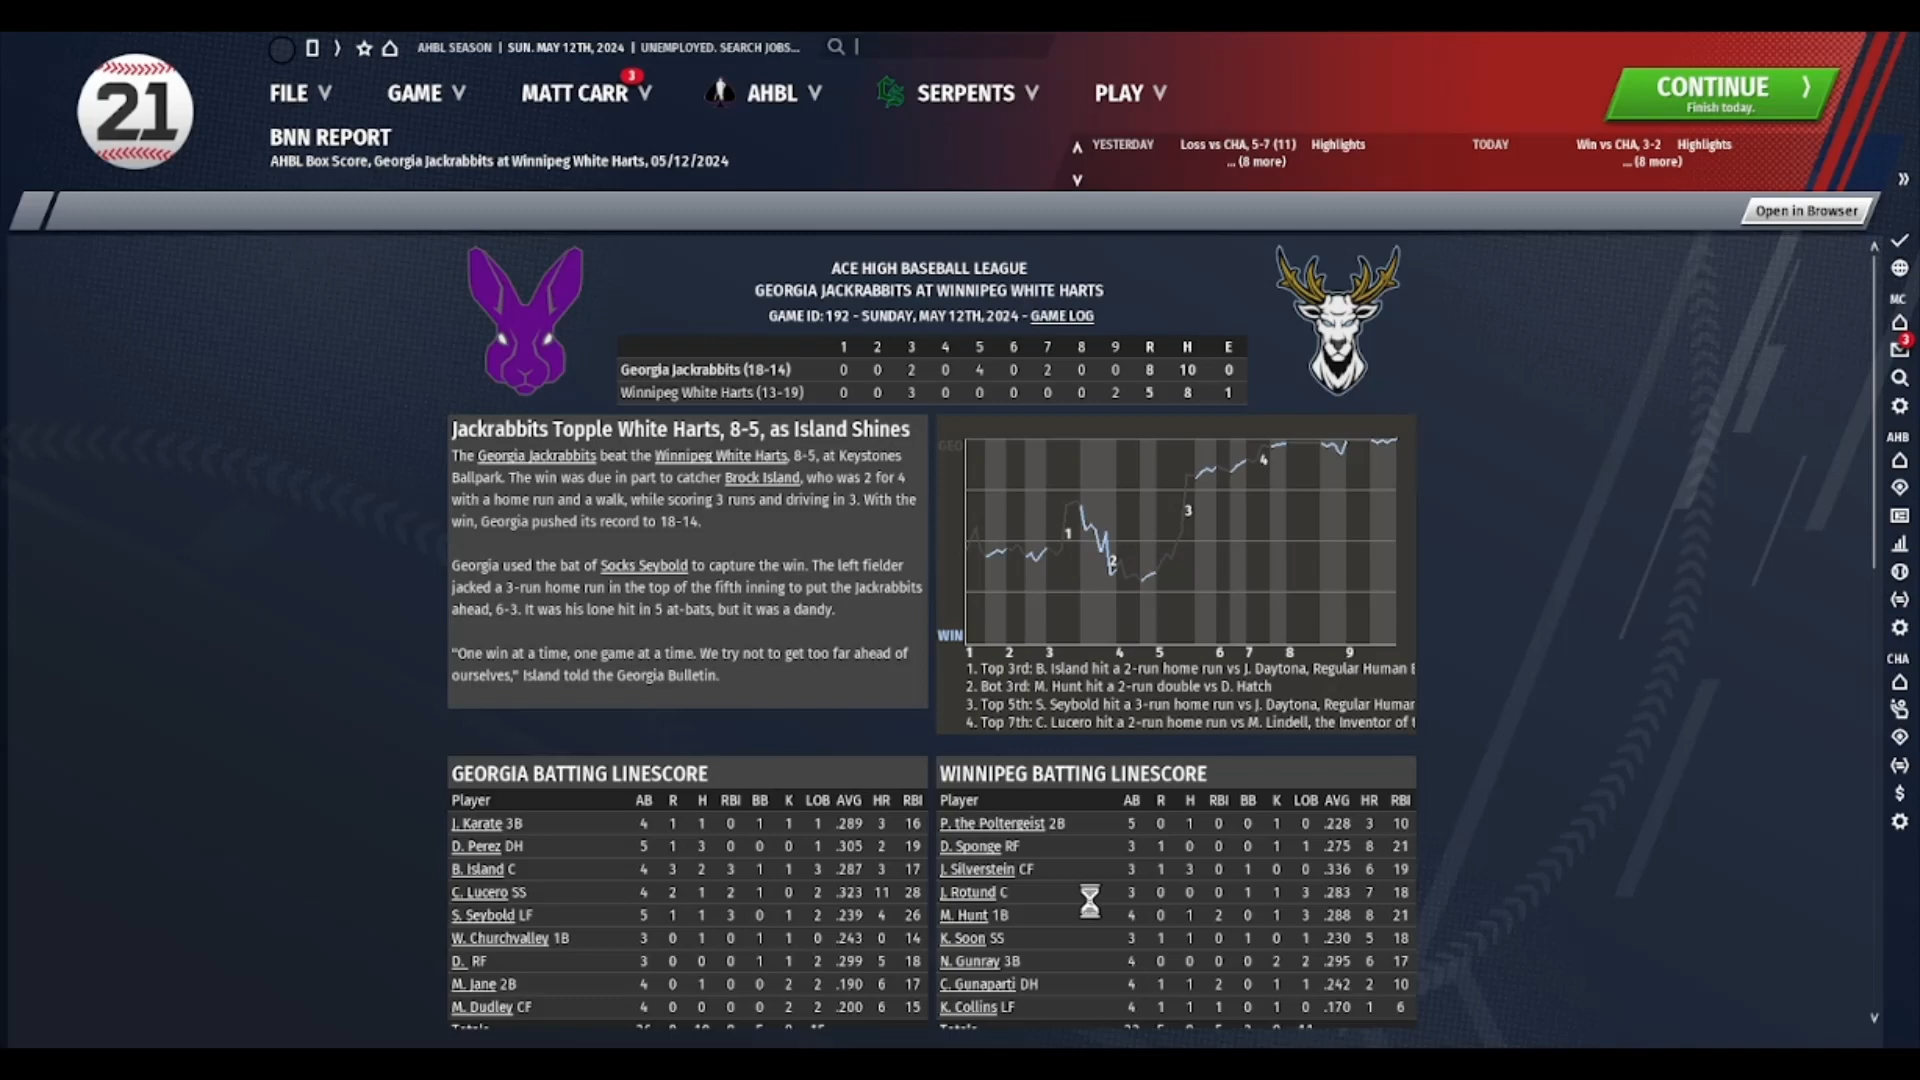 AHBL SEASON | SUN. MAY 12TH, 2024 | UNEMPLOYED. SEARCH JOBS...
21
FILE GAME MATT CARR 3 AHBL SERPENTS PLAY
CONTINUE
Finish today.
BNN REPORT
AHBL Box Score, Georgia Jackrabbits at Winnipeg White Harts, 05/12/2024
YESTERDAY Loss vs CHA, 5-7 (11) Highlights TODAY Win vs CHA, 3-2 Highlights
... (8 more) ... (8 more)
Open in Browser
ACE HIGH BASEBALL LEAGUE
GEORGIA JACKRABBITS AT WINNIPEG WHITE HARTS
GAME ID: 192 - SUNDAY, MAY 12TH, 2024 - GAME LOG
1 2 3 4 5 6 7 8 9 R H E
Georgia Jackrabbits (18-14) 0 0 2 0 4 0 2 0 0 8 10 0
Winnipeg White Harts (13-19) 0 0 3 0 0 0 0 0 2 5 8 1
Jackrabbits Topple White Harts, 8-5, as Island Shines
The Georgia Jackrabbits beat the Winnipeg White Harts, 8-5, at Keystones
Ballpark. The win was due in part to catcher Brock Island, who was 2 for 4
with a home run and a walk, while scoring 3 runs and driving in 3. With the
win, Georgia pushed its record to 18-14.
Georgia used the bat of Socks Seybold to capture the win. The left fielder
jacked a 3-run home run in the top of the fifth inning to put the Jackrabbits
ahead, 6-3. It was his lone hit in 5 at-bats, but it was a dandy.
"One win at a time, one game at a time. We try not to get too far ahead of
ourselves," Island told the Georgia Bulletin.
GEO
1 2 3 4
WIN
1 2 3 4 5 6 7 8 9
1. Top 3rd: B. Island hit a 2-run home run vs J. Daytona, Regular Human
2. Bot 3rd: M. Hunt hit a 2-run double vs D. Hatch
3. Top 5th: S. Seybold hit a 3-run home run vs J. Daytona, Regular Human
4. Top 7th: C. Lucero hit a 2-run home run vs M. Lindell, the Inventor of
GEORGIA BATTING LINESCORE
Player AB R H RBI BB K LOB AVG HR RBI
J. Karate 3B 4 1 1 0 1 1 1 .289 3 16
D. Perez DH 5 1 3 0 0 0 1 .305 2 19
B. Island C 4 3 2 3 1 1 3 .287 3 17
C. Lucero SS 4 2 1 2 1 0 2 .323 11 28
S. Seybold LF 5 1 1 3 0 1 2 .239 4 26
W. Churchvalley 1B 3 0 1 0 1 1 0 .243 0 14
D. RF 3 0 0 0 1 1 2 .299 5 18
M. Jane 2B 4 0 1 0 0 2 2 .190 6 17
M. Dudley CF 4 0 0 0 0 2 2 .200 6 15
WINNIPEG BATTING LINESCORE
Player AB R H RBI BB K LOB AVG HR RBI
P. the Poltergeist 2B 5 0 1 0 0 1 0 .228 3 10
D. Sponge RF 3 1 0 0 0 1 1 .275 8 21
J. Silverstein CF 3 1 3 0 1 0 0 .336 6 19
J. Rotund C 3 0 0 0 1 1 3 .283 7 18
M. Hunt 1B 4 0 1 2 0 1 3 .288 8 21
K. Soon SS 3 1 1 0 1 0 1 .230 5 18
N. Gunray 3B 4 0 0 0 0 2 2 .295 6 17
C. Gunaparti DH 4 1 1 2 0 1 1 .242 2 10
K. Collins LF 4 1 1 1 0 1 0 .170 1 6
MC
3
AHB
CHA